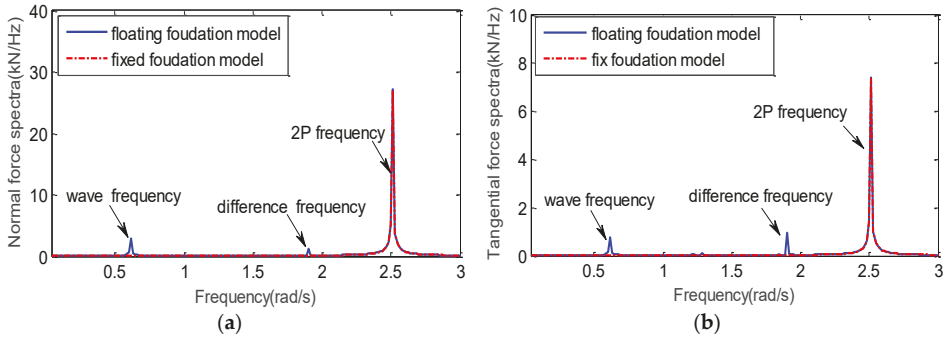 40
30
20
10
0
Normal force spectra(kN/Hz)
floating foudation model
fixed foudation model
2P frequency
wave frequency
difference frequency
0.5 1 1.5 2 2.5 3
Frequency(rad/s)
(a)
10
8
6
4
2
0
Tangential force spectra(kN/Hz)
floating foudation model
fix foudation model
2P frequency
wave frequency
difference frequency
0.5 1 1.5 2 2.5 3
Frequency(rad/s)
(b)